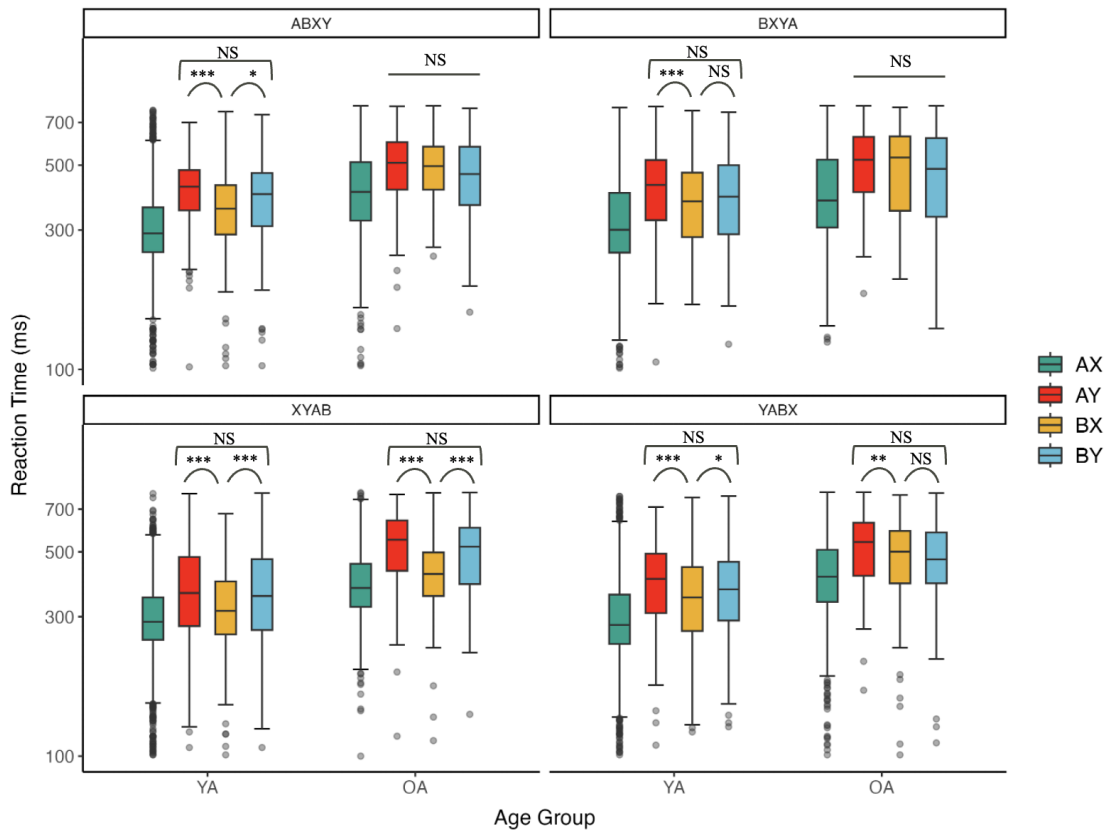 ABXY
BXYA
NS
*** *
NS
NS
*** NS
NS
700
500
300
100
Reaction Time (ms)
XYAB
YABX
NS
*** ***
NS
*** ***
NS
*** *
NS
** NS
700
500
300
100
YA
OA
YA
OA
Age Group
AX
AY
BX
BY